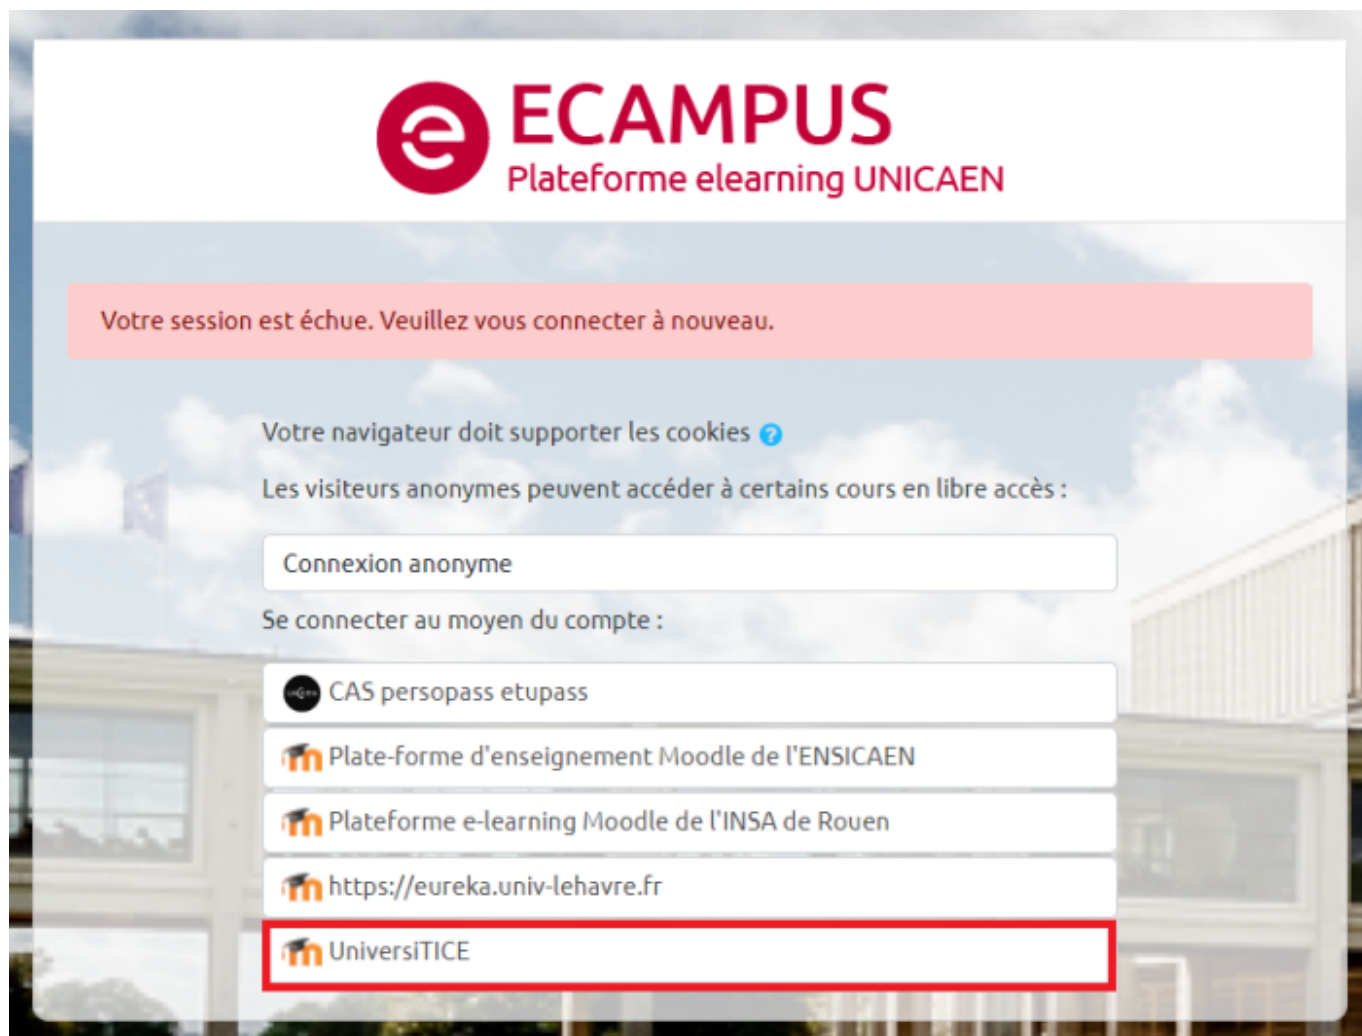 ECAMPUS
Plateforme elearning UNICAEN
Votre session est échue. Veuillez vous connecter à nouveau.
Votre navigateur doit supporter les cookies
Les visiteurs anonymes peuvent accéder à certains cours en libre accès :
Connexion anonyme
Se connecter au moyen du compte :
CAS persopass etupass
Plate-forme d'enseignement Moodle de l'ENSICAEN
Plateforme e-learning Moodle de l'INSA de Rouen
https://eureka.univ-lehavre.fr
UniversiTICE